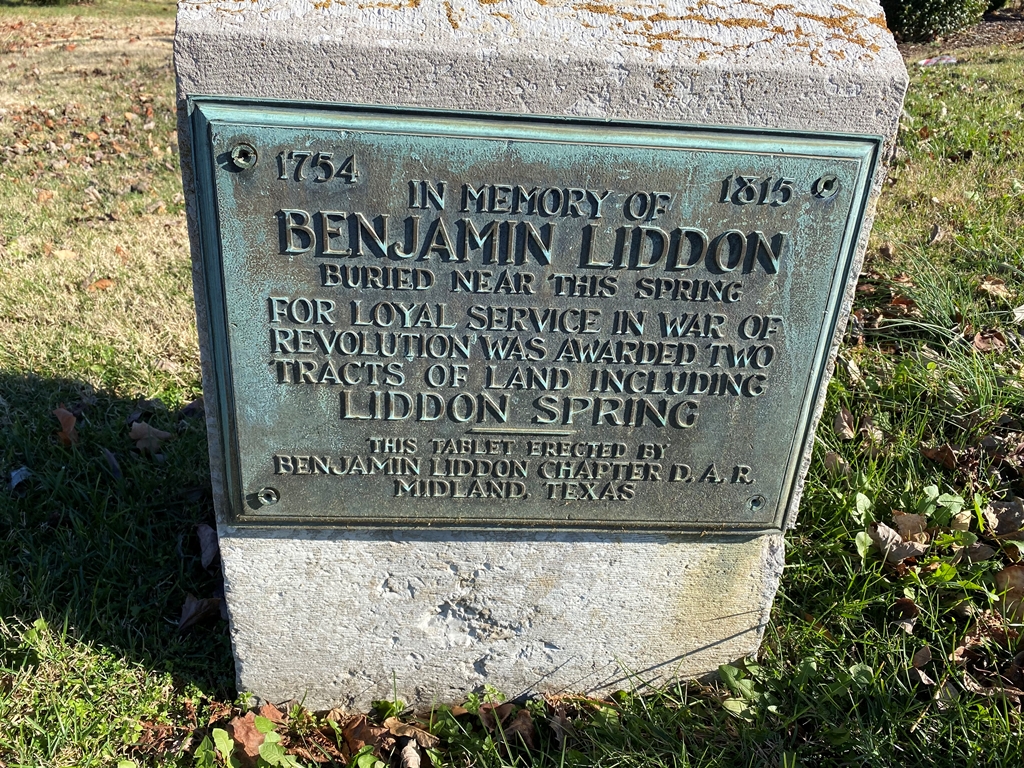 1754 1815
IN MEMORY OF
BENJAMIN LIDDON
BURIED NEAR THIS SPRING
FOR LOYAL SERVICE IN WAR OF
REVOLUTION WAS AWARDED TWO
TRACTS OF LAND INCLUDING
LIDDON SPRING
THIS TABLET ERECTED BY
BENJAMIN LIDDON CHAPTER D.A.R.
MIDLAND, TEXAS